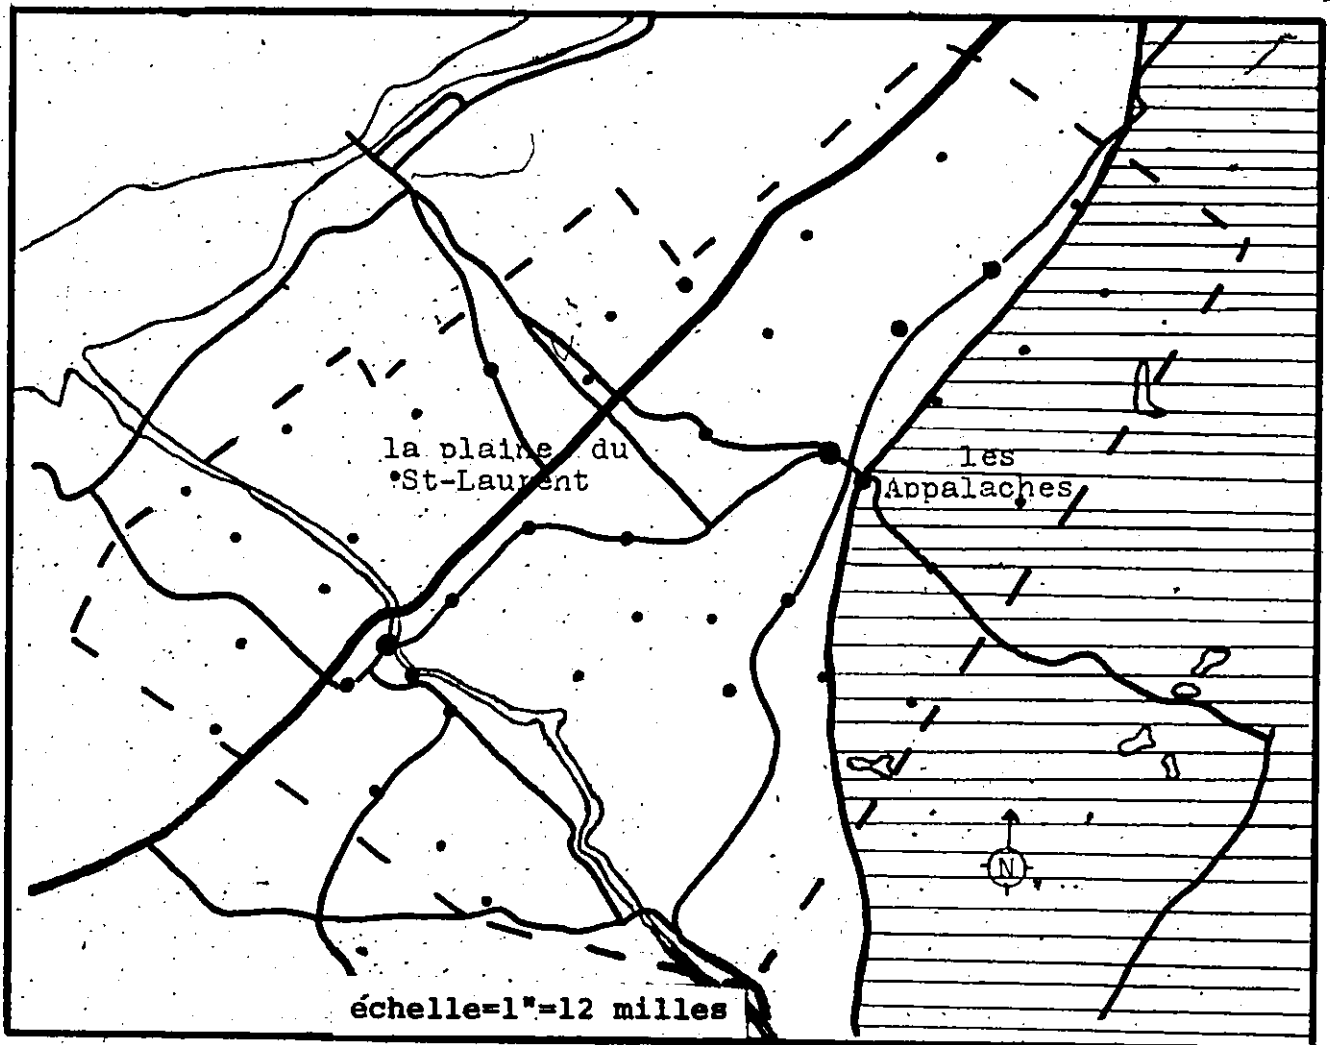 la plaine du
St-Laurent
les
Appalaches
N
échelle=1"=12 milles